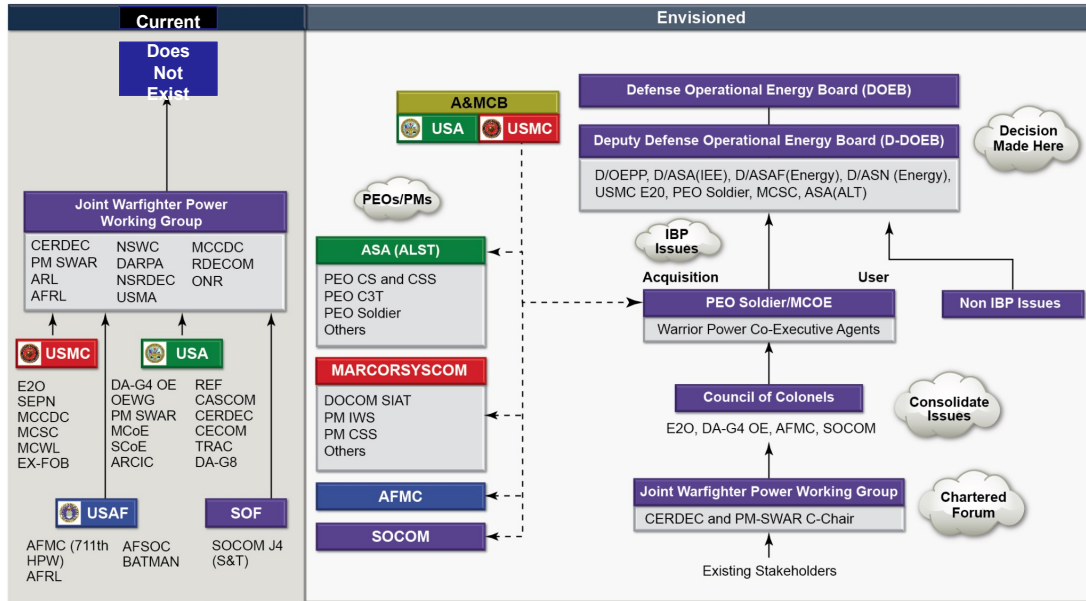 Current
Envisioned
Does
Not
Exist
Joint Warfighter Power
Working Group
CERDEC
PM SWAR
ARL
AFRL
NSWC
DARPA
NSRDEC
USMA
MCCDC
RDECOM
ONR
USMC
USA
E2O
SEPN
MCCDC
MCSC
MCWL
EX-FOB
DA-G4 OE
OEWG
PM SWAR
MCoE
SCoE
ARCIC
REF
CASCOM
CERDEC
CECOM
TRAC
DA-G8
USAF
SOF
AFMC (711th
HPW)
AFRL
AFSOC
BATMAN
SOCOM J4
(S&T)
A&MCB
USA
USMC
PEOs/PMs
ASA (ALST)
PEO CS and CSS
PEO C3T
PEO Soldier
Others
MARCORSYSCOM
DOCOM SIAT
PM IWS
PM CSS
Others
AFMC
SOCOM
Defense Operational Energy Board (DOEB)
Deputy Defense Operational Energy Board (D-DOEB)
D/OEPP, D/ASA(IEE), D/ASAF(Energy), D/ASN (Energy),
USMC E20, PEO Soldier, MCSC, ASA(ALT)
Decision
Made Here
IBP
Issues
Acquisition
User
PEO Soldier/MCOE
Warrior Power Co-Executive Agents
Non IBP Issues
Council of Colonels
E2O, DA-G4 OE, AFMC, SOCOM
Consolidate
Issues
Joint Warfighter Power Working Group
CERDEC and PM-SWAR C-Chair
Chartered
Forum
Existing Stakeholders